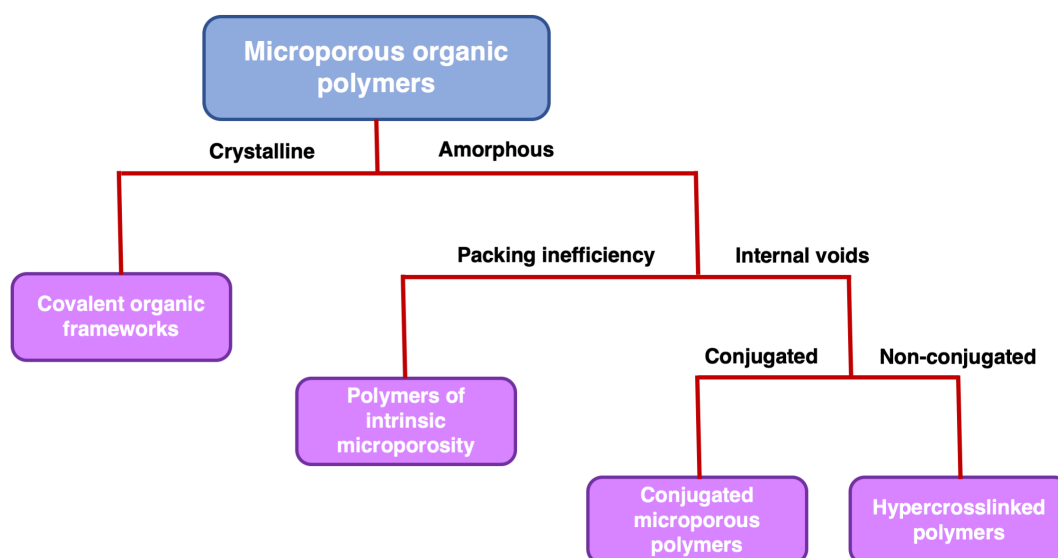 Microporous organic
polymers
Crystalline
Amorphous
Packing inefficiency
Internal voids
Covalent organic
frameworks
Conjugated
Non-conjugated
Polymers of
intrinsic
microporosity
Conjugated
microporous
polymers
Hypercrosslinked
polymers